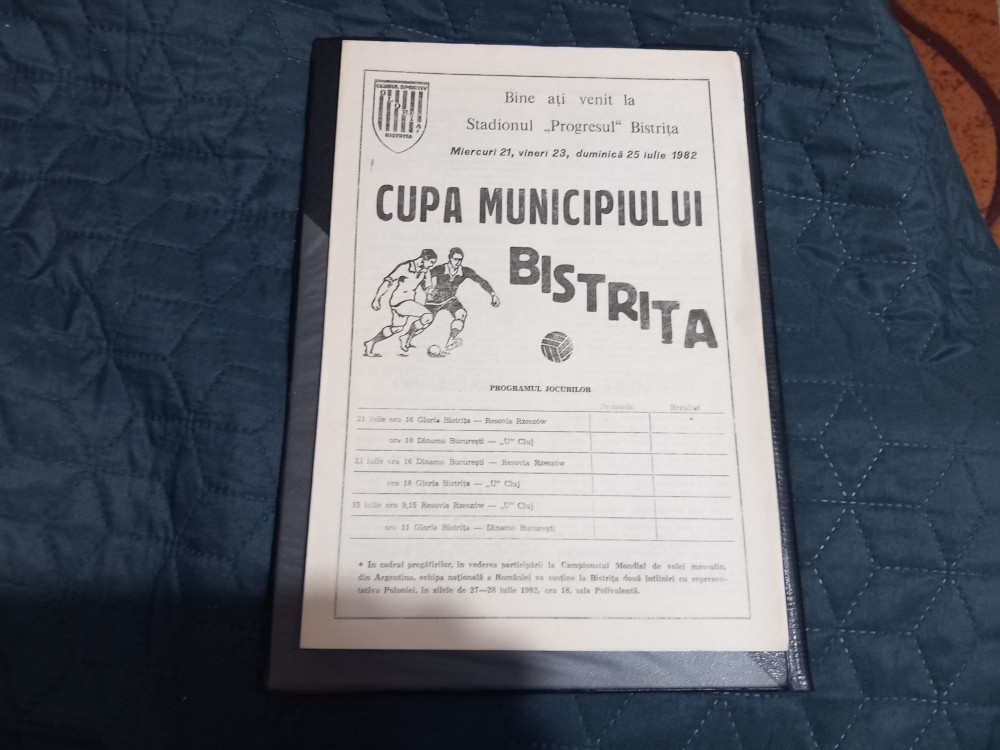 CLUBUL SPORTIV
GLORIA
BISTRIȚA
Bine ați venit la
Stadionul „Progresul" Bistrița
Miercuri 21, vineri 23, duminică 25 iulie 1982
CUPA MUNICIPIULUI
BISTRIȚA
PROGRAMUL JOCURILOR
Pronostic Rezultat
21 iulie ora 16 Gloria Bistrița — Resovia Rzeszów
ora 18 Dinamo București — „U" Cluj
23 iulie ora 16 Dinamo București — Resovia Rzeszów
ora 18 Gloria Bistrița — „U" Cluj
25 iulie ora 9,15 Resovia Rzeszów — „U" Cluj
ora 11 Gloria Bistrița — Dinamo București
* In cadrul pregătirilor, în vederea participării la Campionatul Mondial de volei masculin,
din Argentina, echipa națională a României va susține la Bistrița două întîlniri cu reprezen-
tativa Poloniei, în zilele de 27—28 iulie 1982, ora 18, sala Polivalentă.